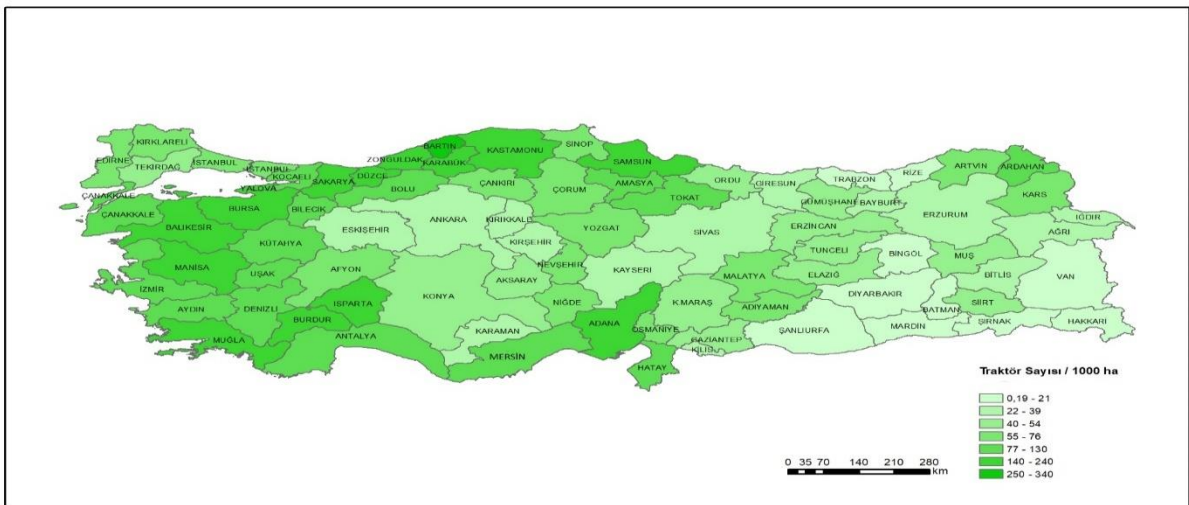 KIRKLARELİ
EDİRNE
TEKİRDAĞ
İSTANBUL
İSTANBUL
KOCAELİ
YALOVA
SAKARYA
DÜZCE
ZONGULDAK
BARTIN
KARABÜK
KASTAMONU
SİNOP
SAMSUN
ORDU
GİRESUN
TRABZON
RİZE
ARTVİN
ARDAHAN
KARS
ÇANAKKALE
ÇANAKKALE
BALIKESİR
BURSA
BİLECİK
BOLU
ÇANKIRI
ÇORUM
AMASYA
TOKAT
GÜMÜŞHANE
BAYBURT
ERZURUM
IĞDIR
AĞRI
KÜTAHYA
ESKİŞEHİR
ANKARA
KIRIKKALE
KIRŞEHİR
YOZGAT
SİVAS
ERZİNCAN
TUNCELİ
BİNGÖL
MUŞ
BİTLİS
VAN
MANİSA
UŞAK
AFYON
İZMİR
AYDIN
DENİZLİ
ISPARTA
BURDUR
KONYA
AKSARAY
NEVŞEHİR
NİĞDE
KAYSERİ
MALATYA
ELAZIĞ
DİYARBAKIR
BATMAN
SİİRT
ŞIRNAK
HAKKARİ
MUĞLA
ANTALYA
KARAMAN
MERSİN
ADANA
OSMANİYE
K.MARAŞ
ADIYAMAN
GAZİANTEP
KİLİS
ŞANLIURFA
MARDİN
HATAY
Traktör Sayısı / 1000 ha
0,19 - 21
22 - 39
40 - 54
55 - 76
77 - 130
140 - 240
250 - 340
0 35 70 140 210 280
km